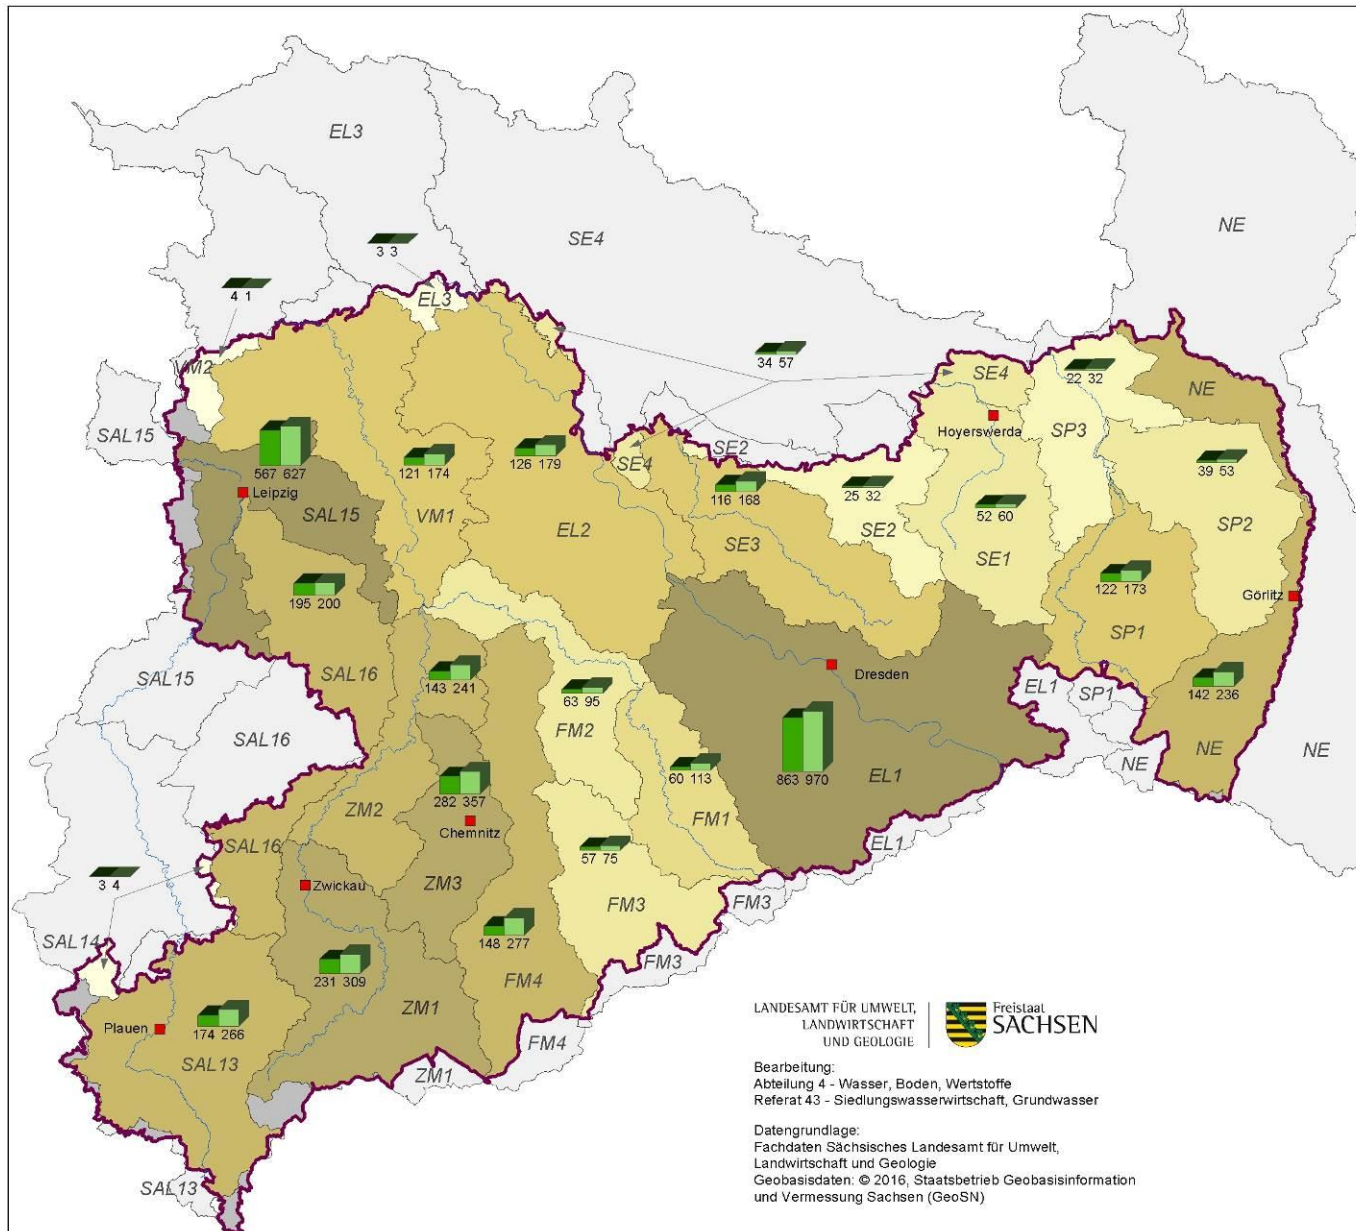 EL3
SE4
NE
3 3
4 1
EL3
34 57
VM2
SE4
22 32
NE
SAL15
Hoyerswerda
SP3
567 627
121 174
126 179
SE4
SE2
39 53
Leipzig
116 168
25 32
SAL15
VM1
EL2
SE3
SE2
52 60
SP2
SE1
195 200
122 173
Görlitz
SP1
SAL15
SAL16
143 241
Dresden
EL1
SP1
142 236
63 95
SAL16
FM2
NE
NE
NE
60 113
863 970
EL1
282 357
ZM2
FM1
Chemnitz
SAL16
EL1
57 75
3 4
Zwickau
ZM3
FM3
FM3
SAL14
148 277
FM3
231 309
FM4
ZM1
174 266
Plauen
SAL13
FM4
ZM1
SAL13
LANDESAMT FÜR UMWELT,
LANDWIRTSCHAFT
UND GEOLOGIE
Freistaat
SACHSEN
Bearbeitung:
Abteilung 4 - Wasser, Boden, Wertstoffe
Referat 43 - Siedlungswasserwirtschaft, Grundwasser
Datengrundlage:
Fachdaten Sächsisches Landesamt für Umwelt,
Landwirtschaft und Geologie
Geobasisdaten: © 2016, Staatsbetrieb Geobasisinformation
und Vermessung Sachsen (GeoSN)